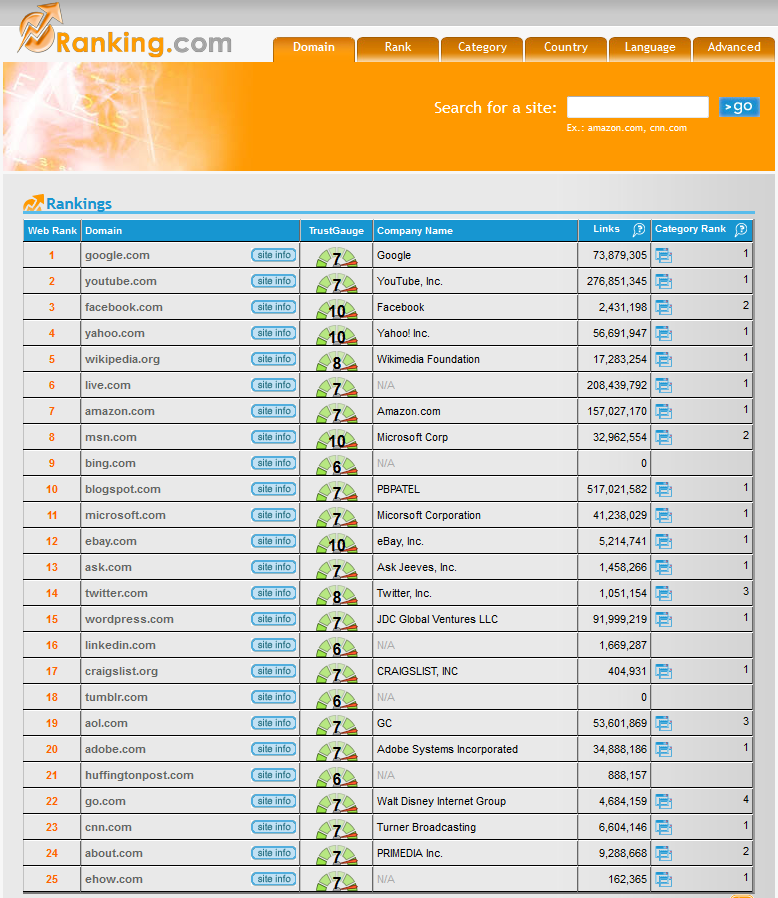 Ranking.com
Domain Rank Category Country Language Advanced
Search for a site: >go
Ex.: amazon.com, cnn.com
Rankings
Web Rank Domain TrustGauge Company Name Links ? Category Rank ?
1 google.com site info 7 Google 73,879,305 1
2 youtube.com site info 7 YouTube, Inc. 276,851,345 1
3 facebook.com site info 10 Facebook 2,431,198 2
4 yahoo.com site info 10 Yahoo! Inc. 56,691,947 1
5 wikipedia.org site info 8 Wikimedia Foundation 17,283,254 1
6 live.com site info 7 N/A 208,439,792 1
7 amazon.com site info 7 Amazon.com 157,027,170 1
8 msn.com site info 10 Microsoft Corp 32,962,554 2
9 bing.com site info 6 N/A 0
10 blogspot.com site info 7 PBPATEL 517,021,582 1
11 microsoft.com site info 7 Micorsoft Corporation 41,238,029 1
12 ebay.com site info 10 eBay, Inc. 5,214,741 1
13 ask.com site info 7 Ask Jeeves, Inc. 1,458,266 1
14 twitter.com site info 8 Twitter, Inc. 1,051,154 3
15 wordpress.com site info 7 JDC Global Ventures LLC 91,999,219 1
16 linkedin.com site info 6 N/A 1,669,287
17 craigslist.org site info 7 CRAIGSLIST, INC 404,931 1
18 tumblr.com site info 6 N/A 0
19 aol.com site info 7 GC 53,601,869 3
20 adobe.com site info 7 Adobe Systems Incorporated 34,888,186 1
21 huffingtonpost.com site info 6 N/A 888,157
22 go.com site info 7 Walt Disney Internet Group 4,684,159 4
23 cnn.com site info 7 Turner Broadcasting 6,604,146 1
24 about.com site info 7 PRIMEDIA Inc. 9,288,668 2
25 ehow.com site info 7 N/A 162,365 1